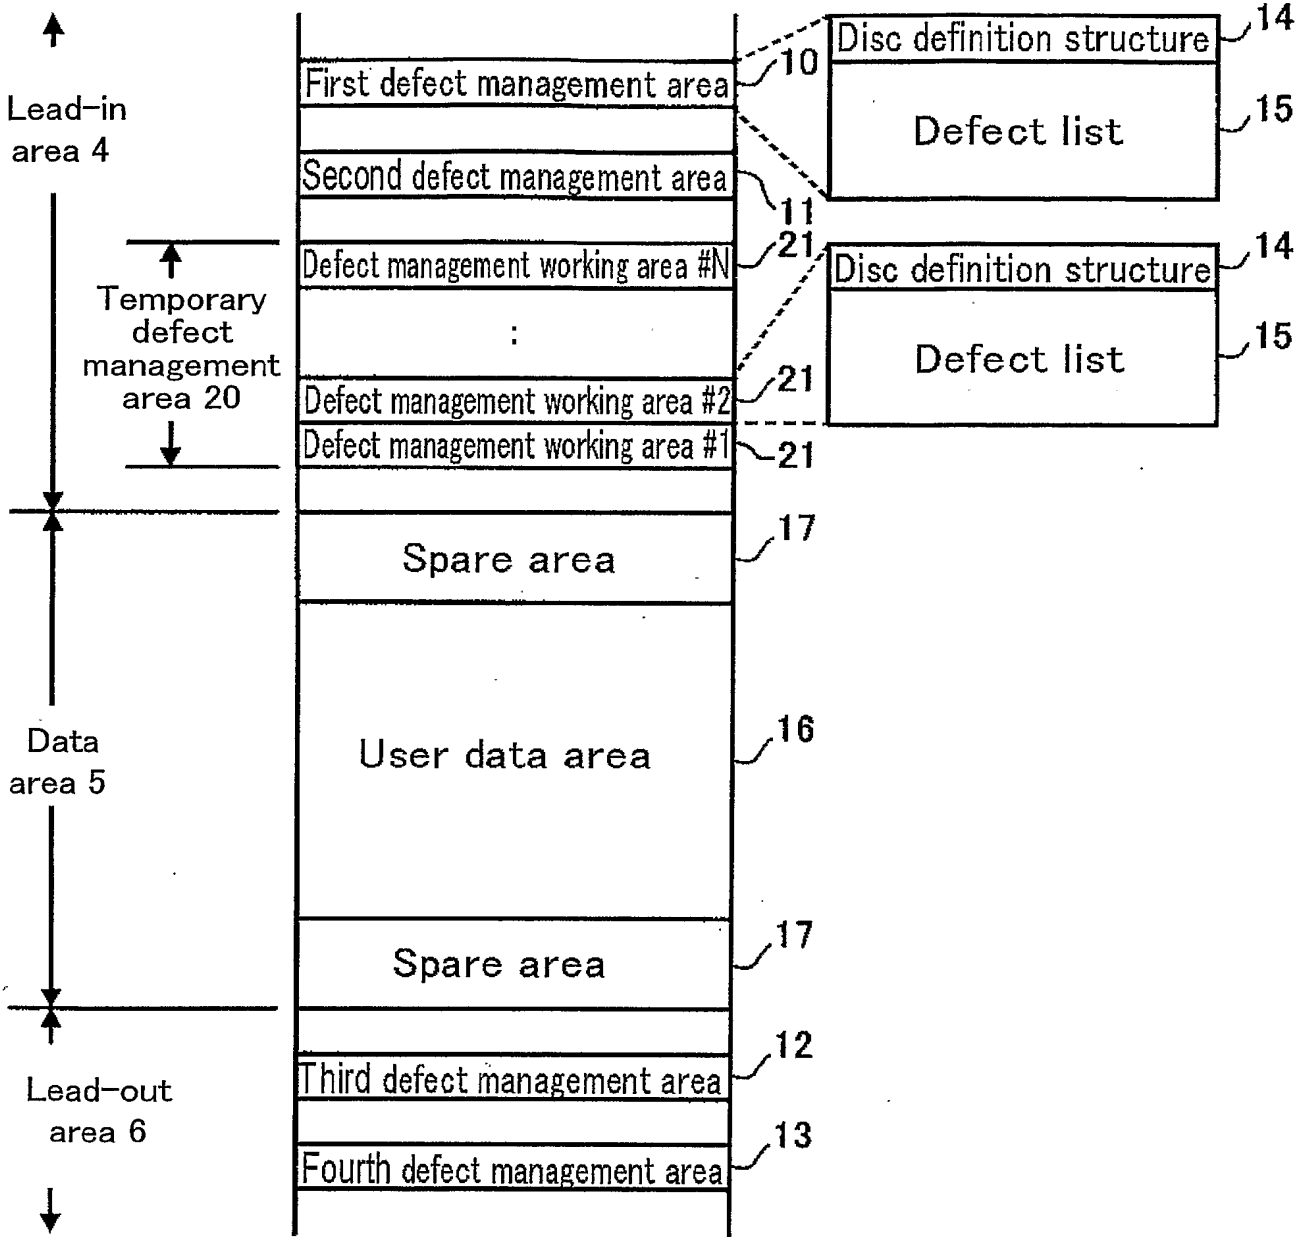 Lead-in
area 4
Temporary
defect
management
area 20
Data
area 5
Lead-out
area 6
First defect management area
10
Second defect management area
11
Defect management working area #N
21
:
Defect management working area #2
21
Defect management working area #1
21
Spare area
17
User data area
16
Spare area
17
Third defect management area
12
Fourth defect management area
13
Disc definition structure
14
Defect list
15
Disc definition structure
14
Defect list
15